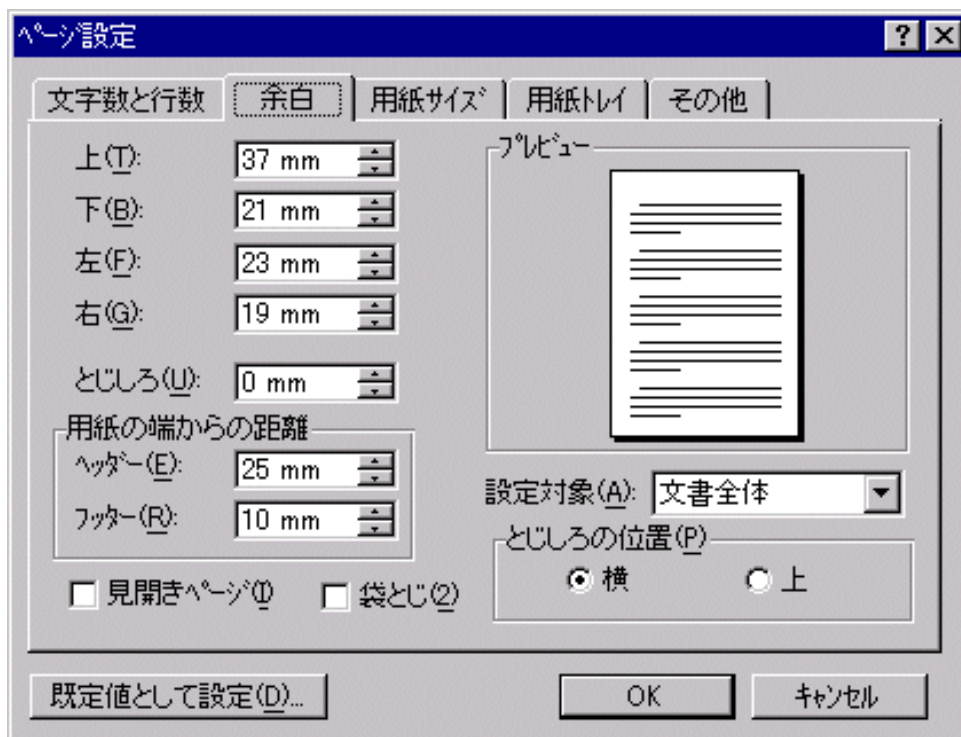 ﾍﾟｰｼﾞ設定
文字数と行数 余白 用紙ｻｲｽﾞ 用紙ﾄﾚｲ その他
上(T): 37 mm
下(B): 21 mm
左(F): 23 mm
右(G): 19 mm
とじしろ(U): 0 mm
用紙の端からの距離
ﾍｯﾀﾞｰ(E): 25 mm
ﾌｯﾀｰ(R): 10 mm
見開きﾍﾟｰｼﾞ(I) 袋とじ(2)
ﾌﾟﾚﾋﾞｭｰ
設定対象(A): 文書全体
とじしろの位置(P)
横 上
既定値として設定(D)... OK ｷｬﾝｾﾙ